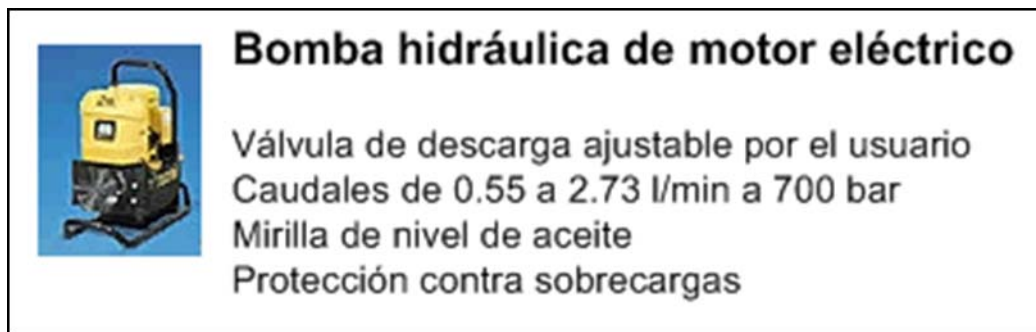 Bomba hidráulica de motor eléctrico
Válvula de descarga ajustable por el usuario
Caudales de 0.55 a 2.73 l/min a 700 bar
Mirilla de nivel de aceite
Protección contra sobrecargas